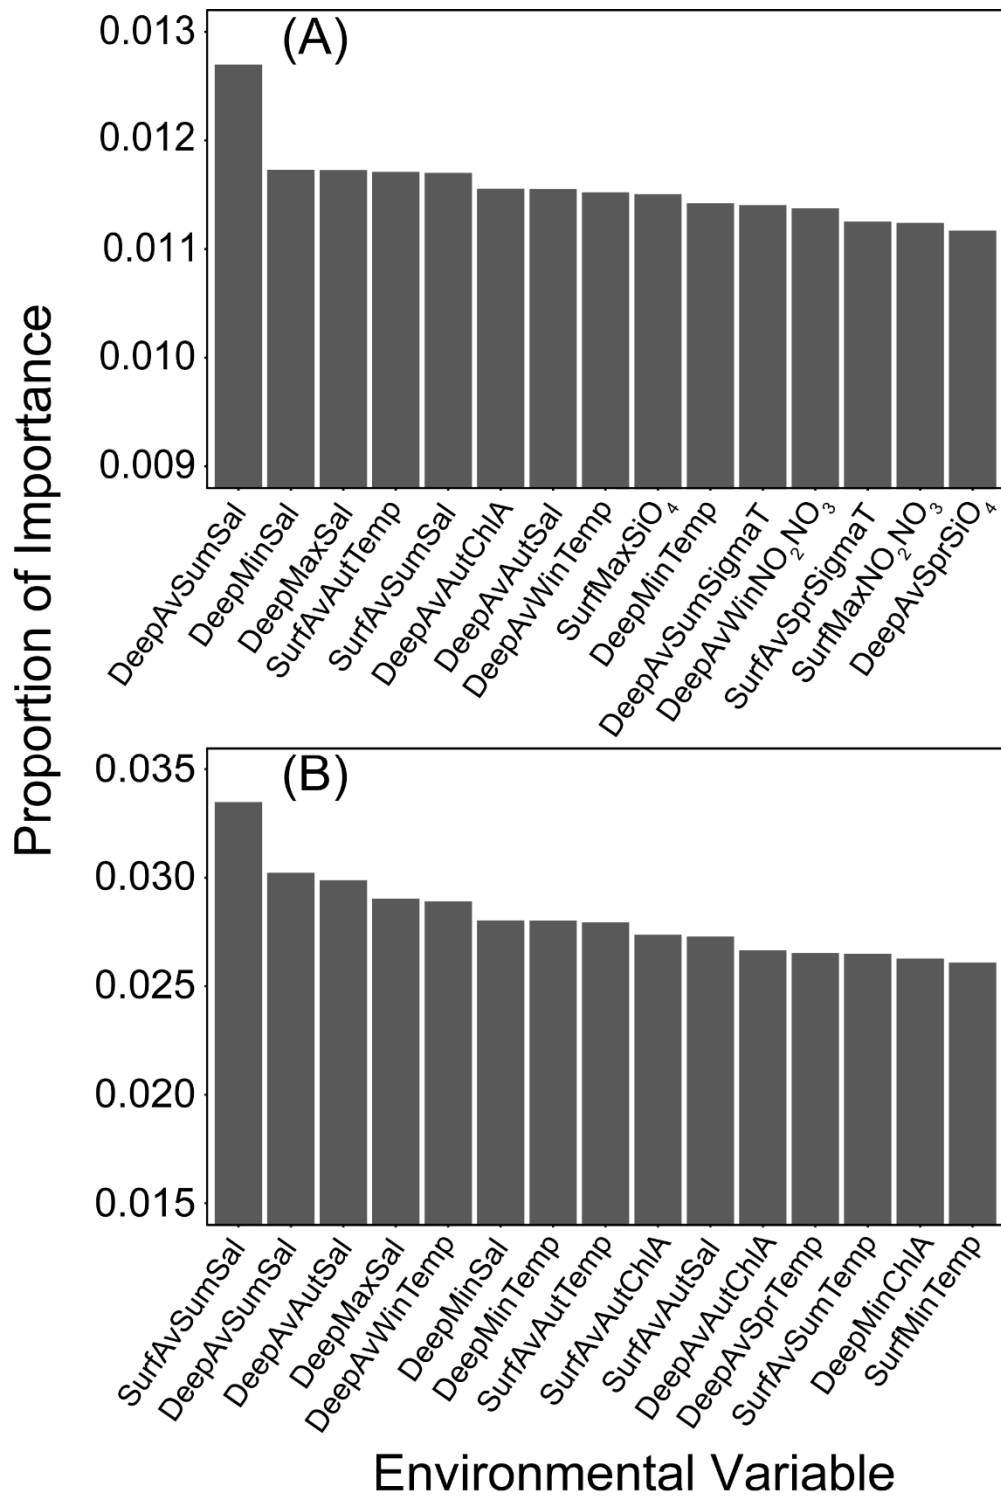 Proportion of Importance
(A)
0.013
0.012
0.011
0.010
0.009
DeepAvSumSal
DeepMinSal
DeepMaxSal
SurfAvAutTemp
SurfAvSumSal
DeepAvAutChlA
DeepAvAutSal
DeepAvWinTemp
SurfMaxSiO₄
DeepMinTemp
DeepAvSumSigmaT
DeepAvWinNO₂NO₃
SurfAvSprSigmaT
SurfMaxNO₂NO₃
DeepAvSprSiO₄
(B)
0.035
0.030
0.025
0.020
0.015
SurfAvSumSal
DeepAvSumSal
DeepAvAutSal
DeepMaxSal
DeepAvWinTemp
DeepMinSal
DeepMinTemp
SurfAvAutTemp
SurfAvAutChlA
SurfAvAutSal
DeepAvAutChlA
DeepAvSprTemp
SurfAvSumTemp
DeepMinChlA
SurfMinTemp
Environmental Variable